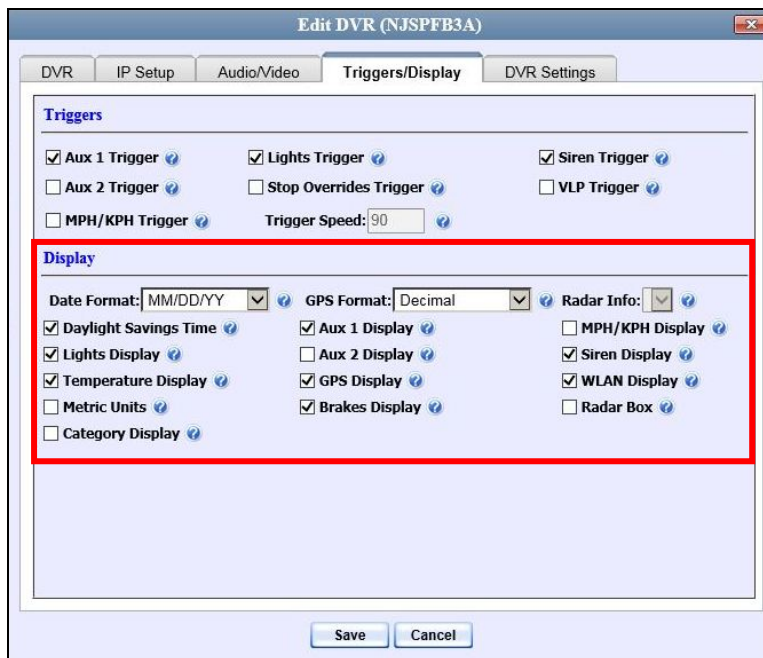 Edit DVR (NJSPFB3A)
DVR IP Setup Audio/Video Triggers/Display DVR Settings
Triggers
Aux 1 Trigger Lights Trigger Siren Trigger
Aux 2 Trigger Stop Overrides Trigger VLP Trigger
MPH/KPH Trigger Trigger Speed: 90
Display
Date Format: MM/DD/YY GPS Format: Decimal Radar Info:
Daylight Savings Time Aux 1 Display MPH/KPH Display
Lights Display Aux 2 Display Siren Display
Temperature Display GPS Display WLAN Display
Metric Units Brakes Display Radar Box
Category Display
Save Cancel